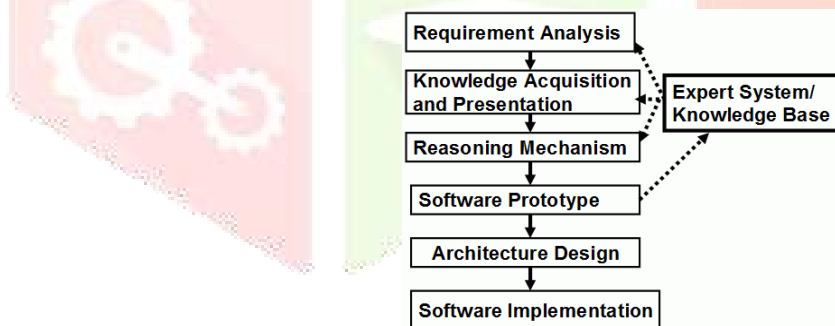 Requirement Analysis
Knowledge Acquisition
and Presentation
Expert System/
Knowledge Base
Reasoning Mechanism
Software Prototype
Architecture Design
Software Implementation